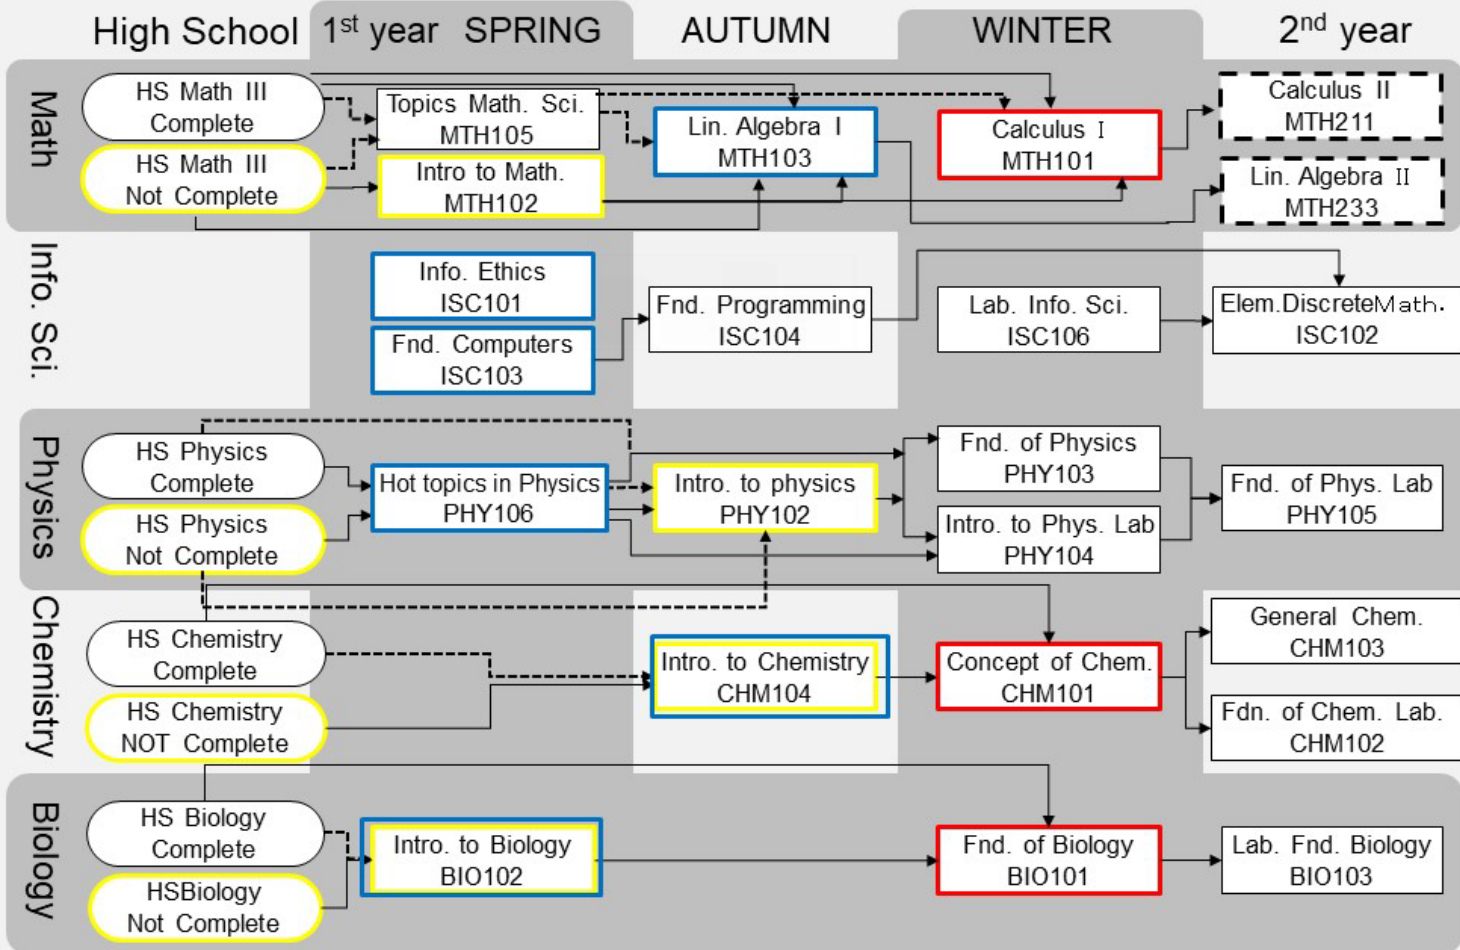 High School 1st year SPRING AUTUMN WINTER 2nd year
Math
HS Math III
Complete
HS Math III
Not Complete
Topics Math. Sci.
MTH105
Intro to Math.
MTH102
Lin. Algebra I
MTH103
Calculus I
MTH101
Calculus II
MTH211
Lin. Algebra II
MTH233
Info. Sci.
Info. Ethics
ISC101
Fnd. Computers
ISC103
Fnd. Programming
ISC104
Lab. Info. Sci.
ISC106
Elem.DiscreteMath.
ISC102
Physics
HS Physics
Complete
HS Physics
Not Complete
Hot topics in Physics
PHY106
Intro. to physics
PHY102
Fnd. of Physics
PHY103
Intro. to Phys. Lab
PHY104
Fnd. of Phys. Lab
PHY105
Chemistry
HS Chemistry
Complete
HS Chemistry
NOT Complete
Intro. to Chemistry
CHM104
Concept of Chem.
CHM101
General Chem.
CHM103
Fdn. of Chem. Lab.
CHM102
Biology
HS Biology
Complete
HSBiology
Not Complete
Intro. to Biology
BIO102
Fnd. of Biology
BIO101
Lab. Fnd. Biology
BIO103